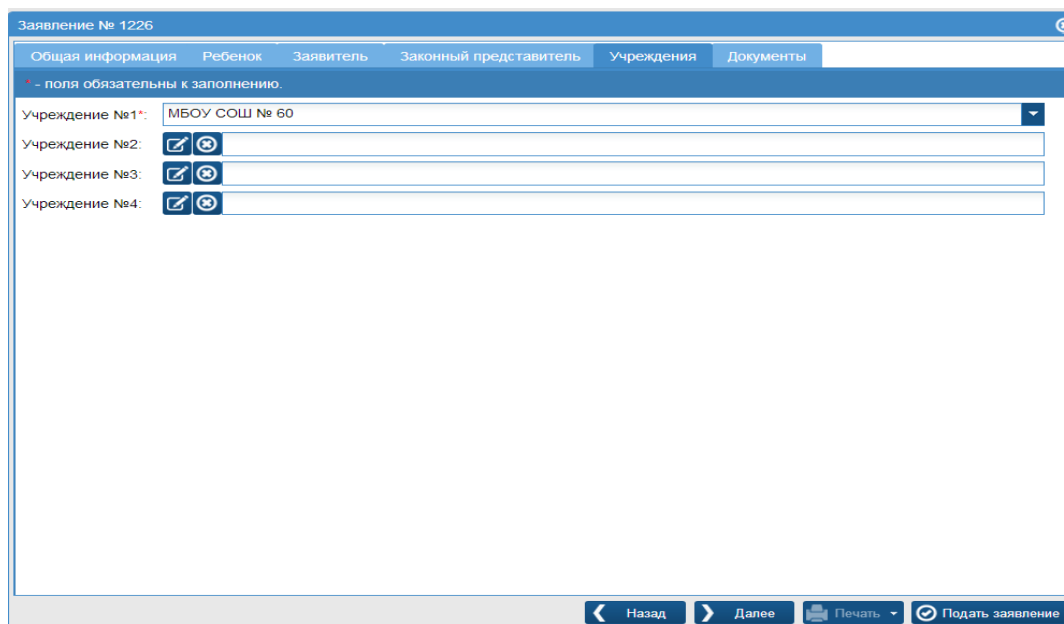 Заявление № 1226
Общая информация Ребенок Заявитель Законный представитель Учреждения Документы
* - поля обязательны к заполнению.
Учреждение №1*: МБОУ СОШ № 60
Учреждение №2:
Учреждение №3:
Учреждение №4:
Назад Далее Печать Подать заявление